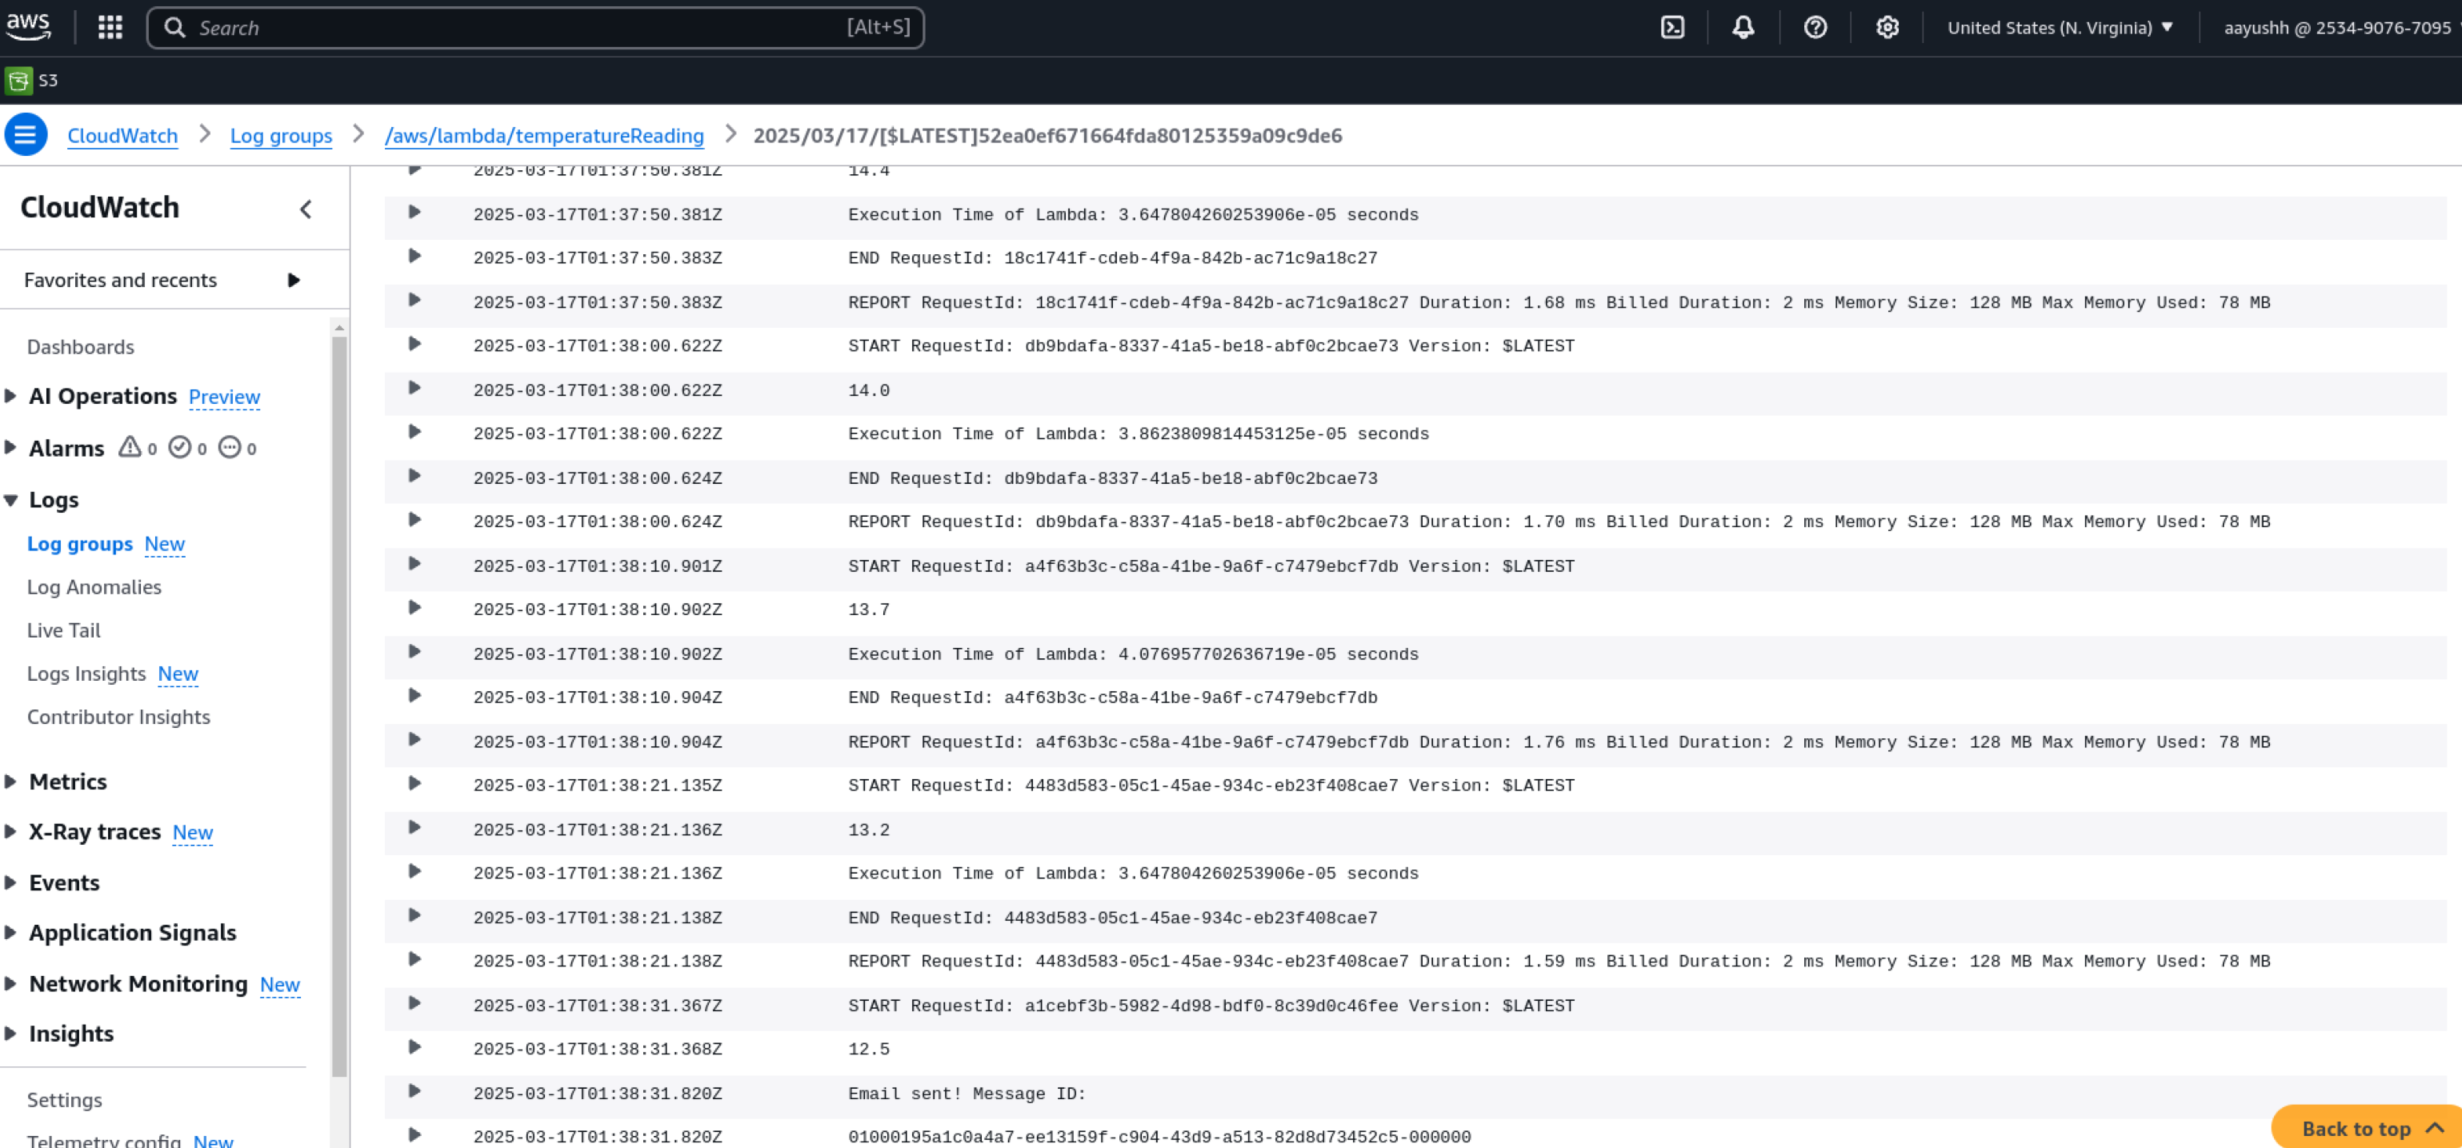 aws Search [Alt+S] United States (N. Virginia) aayushh @ 2534-9076-7095
S3
CloudWatch Log groups /aws/lambda/temperatureReading 2025/03/17/[$LATEST]52ea0ef671664fda80125359a09c9de6
CloudWatch
Favorites and recents
Dashboards
AI Operations Preview
Alarms 0 0 0
Logs
Log groups New
Log Anomalies
Live Tail
Logs Insights New
Contributor Insights
Metrics
X-Ray traces New
Events
Application Signals
Network Monitoring New
Insights
Settings
Telemetry config New
2025-03-17T01:37:50.381Z 14.4
2025-03-17T01:37:50.381Z Execution Time of Lambda: 3.647804260253906e-05 seconds
2025-03-17T01:37:50.383Z END RequestId: 18c1741f-cdeb-4f9a-842b-ac71c9a18c27
2025-03-17T01:37:50.383Z REPORT RequestId: 18c1741f-cdeb-4f9a-842b-ac71c9a18c27 Duration: 1.68 ms Billed Duration: 2 ms Memory Size: 128 MB Max Memory Used: 78 MB
2025-03-17T01:38:00.622Z START RequestId: db9bdafa-8337-41a5-be18-abf0c2bcae73 Version: $LATEST
2025-03-17T01:38:00.622Z 14.0
2025-03-17T01:38:00.622Z Execution Time of Lambda: 3.8623809814453125e-05 seconds
2025-03-17T01:38:00.624Z END RequestId: db9bdafa-8337-41a5-be18-abf0c2bcae73
2025-03-17T01:38:00.624Z REPORT RequestId: db9bdafa-8337-41a5-be18-abf0c2bcae73 Duration: 1.70 ms Billed Duration: 2 ms Memory Size: 128 MB Max Memory Used: 78 MB
2025-03-17T01:38:10.901Z START RequestId: a4f63b3c-c58a-41be-9a6f-c7479ebcf7db Version: $LATEST
2025-03-17T01:38:10.902Z 13.7
2025-03-17T01:38:10.902Z Execution Time of Lambda: 4.076957702636719e-05 seconds
2025-03-17T01:38:10.904Z END RequestId: a4f63b3c-c58a-41be-9a6f-c7479ebcf7db
2025-03-17T01:38:10.904Z REPORT RequestId: a4f63b3c-c58a-41be-9a6f-c7479ebcf7db Duration: 1.76 ms Billed Duration: 2 ms Memory Size: 128 MB Max Memory Used: 78 MB
2025-03-17T01:38:21.135Z START RequestId: 4483d583-05c1-45ae-934c-eb23f408cae7 Version: $LATEST
2025-03-17T01:38:21.136Z 13.2
2025-03-17T01:38:21.136Z Execution Time of Lambda: 3.647804260253906e-05 seconds
2025-03-17T01:38:21.138Z END RequestId: 4483d583-05c1-45ae-934c-eb23f408cae7
2025-03-17T01:38:21.138Z REPORT RequestId: 4483d583-05c1-45ae-934c-eb23f408cae7 Duration: 1.59 ms Billed Duration: 2 ms Memory Size: 128 MB Max Memory Used: 78 MB
2025-03-17T01:38:31.367Z START RequestId: a1cebf3b-5982-4d98-bdf0-8c39d0c46fee Version: $LATEST
2025-03-17T01:38:31.368Z 12.5
2025-03-17T01:38:31.820Z Email sent! Message ID:
2025-03-17T01:38:31.820Z 01000195a1c0a4a7-ee13159f-c904-43d9-a513-82d8d73452c5-000000
Back to top